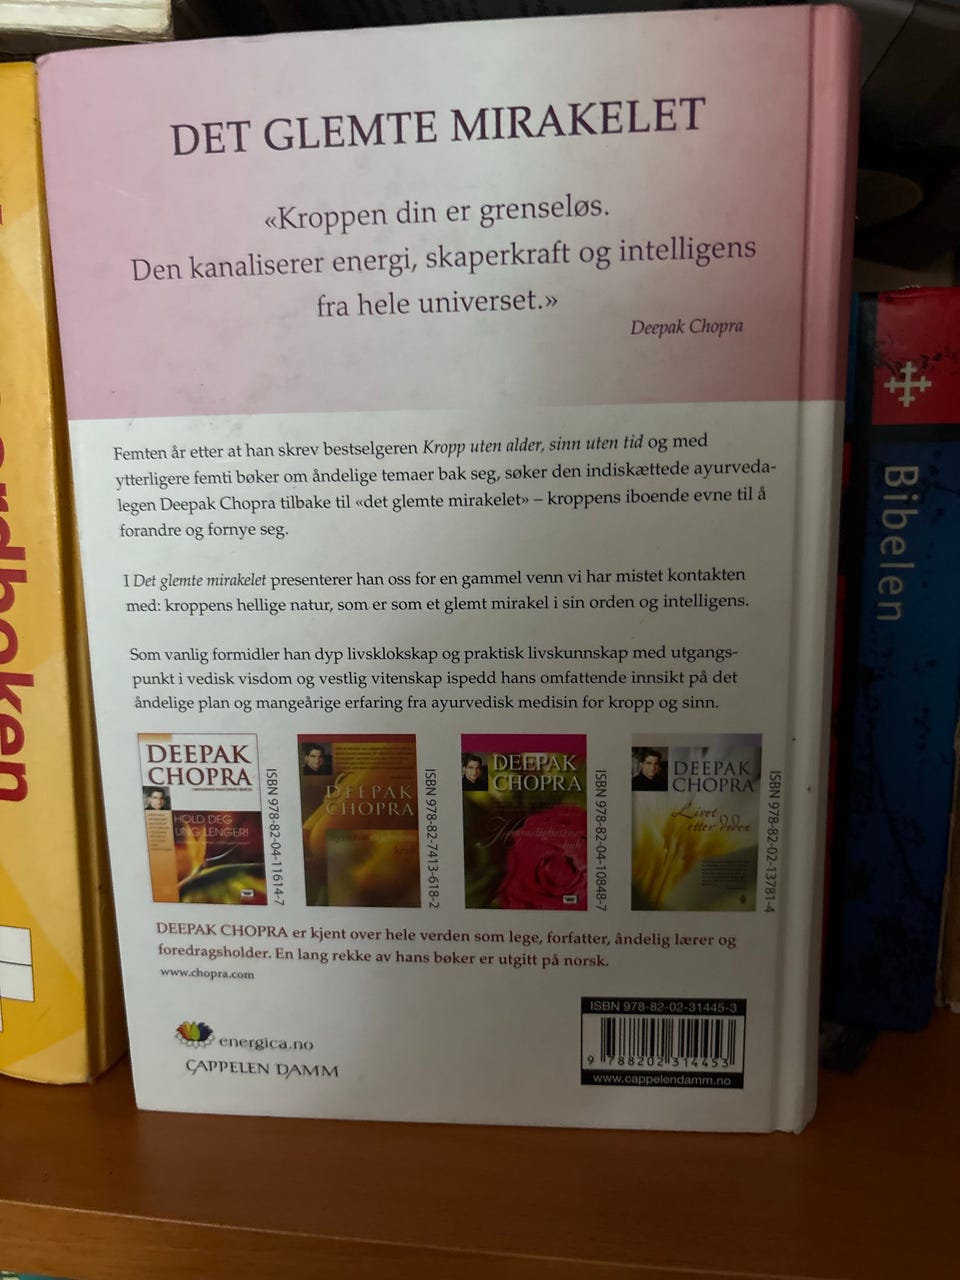 DET GLEMTE MIRAKELET
«Kroppen din er grenseløs.
Den kanaliserer energi, skaperkraft og intelligens
fra hele universet.»
Deepak Chopra
Femten år etter at han skrev bestselgeren Kropp uten alder, sinn uten tid og med
ytterligere femti bøker om åndelige temaer bak seg, søker den indiskættede ayurveda-
legen Deepak Chopra tilbake til «det glemte mirakelet» – kroppens iboende evne til å
forandre og fornye seg.
I Det glemte mirakelet presenterer han oss for en gammel venn vi har mistet kontakten
med: kroppens hellige natur, som er som et glemt mirakel i sin orden og intelligens.
Som vanlig formidler han dyp livsklokskap og praktisk livskunnskap med utgangs-
punkt i vedisk visdom og vestlig vitenskap ispedd hans omfattende innsikt på det
åndelige plan og mangeårige erfaring fra ayurvedisk medisin for kropp og sinn.
DEEPAK
CHOPRA
HOLD DEG
UNG LENGER!
ISBN 978-82-04-11614-7
DEEPAK
CHOPRA
ISBN 978-82-7413-618-2
DEEPAK
CHOPRA
ISBN 978-82-04-10848-7
DEEPAK
CHOPRA
Livet
etter døden
ISBN 978-82-02-13781-4
DEEPAK CHOPRA er kjent over hele verden som lege, forfatter, åndelig lærer og
foredragsholder. En lang rekke av hans bøker er utgitt på norsk.
www.chopra.com
energica.no
CAPPELEN DAMM
ISBN 978-82-02-31445-3
9 788202 314453
www.cappelendamm.no
Bibelen